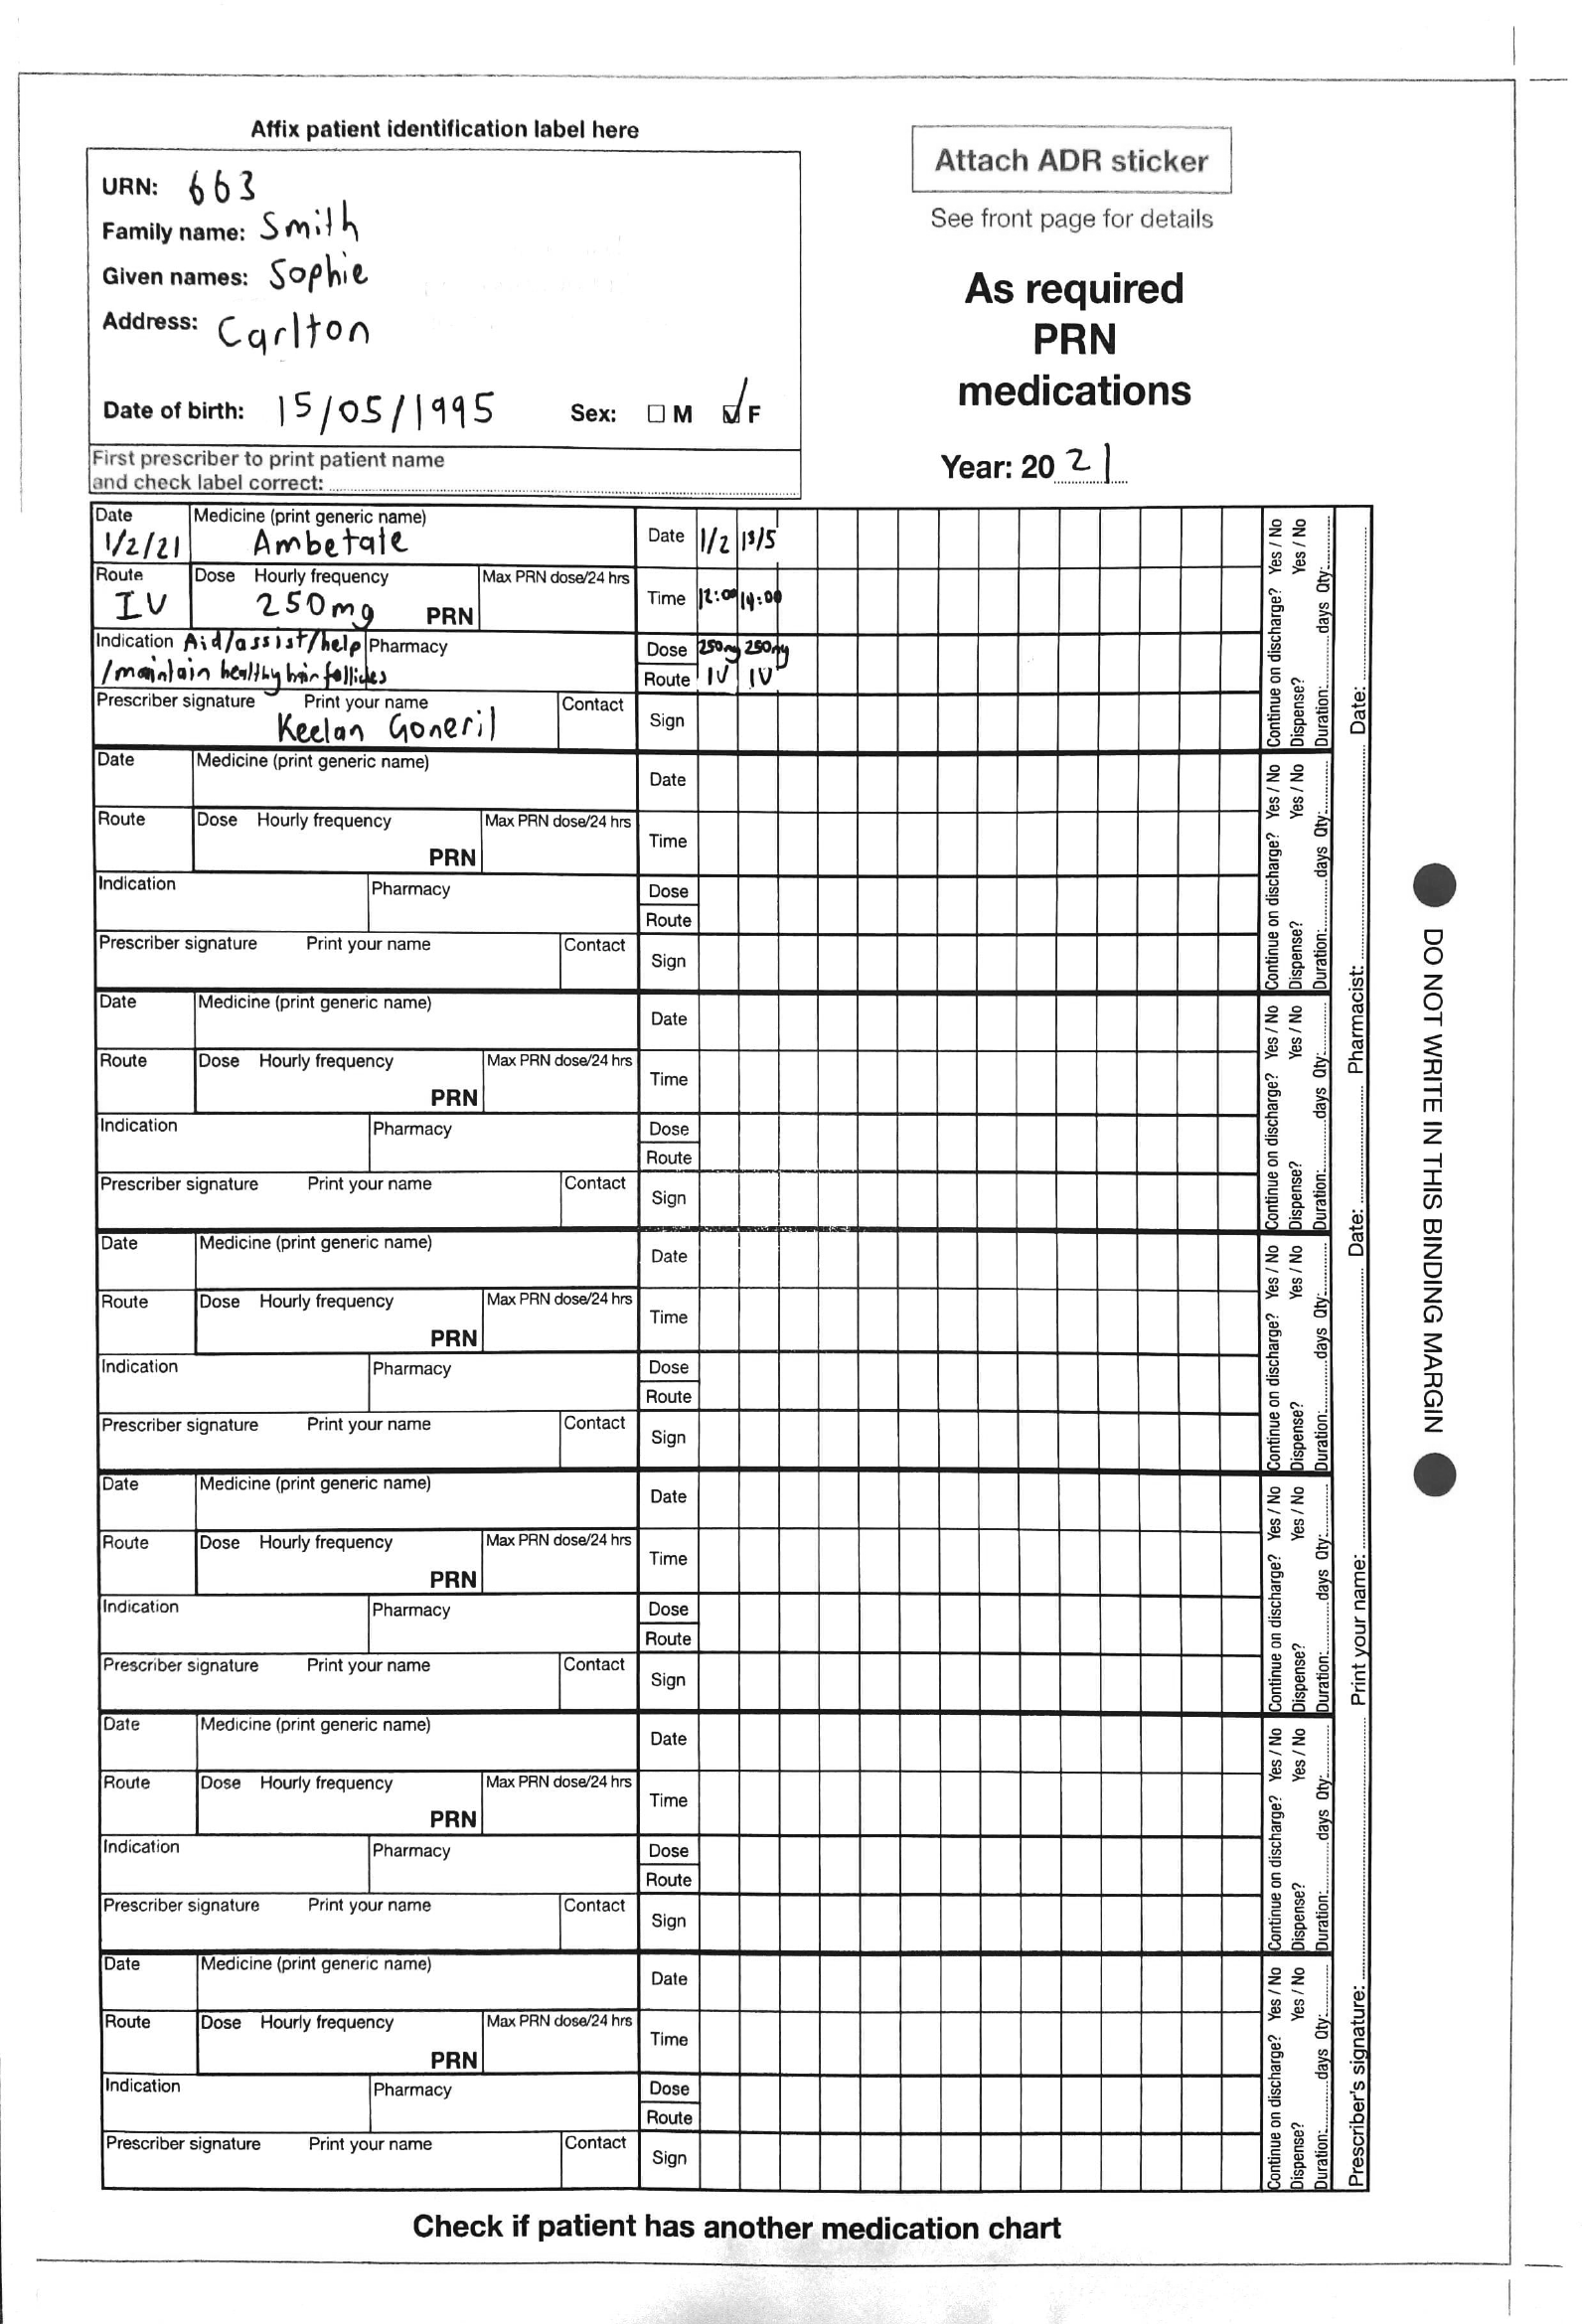 Affix patient identification label here
URN: 663
Family name: Smith
Given names: Sophie
Address: Carlton
Date of birth: 15/05/1995 Sex: M F
First prescriber to print patient name
and check label correct:
Attach ADR sticker
See front page for details
As required
PRN
medications
Year: 20 21
Date Medicine (print generic name)
1/2/21 Ambetate
Route Dose Hourly frequency Max PRN dose/24 hrs
IV 250mg PRN
Indication Aid/assist/help Pharmacy
/maintain healthy hair follicles
Prescriber signature Print your name Contact
Keelan Goneril
Date 1/2 13/5
Time 12:00 14:00
Dose 250mg 250mg
Route IV IV
Sign
Continue on discharge? Yes / No
Dispense? Yes / No
Duration: days Qty:
Date Medicine (print generic name)
Route Dose Hourly frequency Max PRN dose/24 hrs
PRN
Indication Pharmacy
Prescriber signature Print your name Contact
Date
Time
Dose
Route
Sign
Continue on discharge? Yes / No
Dispense? Yes / No
Duration: days Qty:
Date Medicine (print generic name)
Route Dose Hourly frequency Max PRN dose/24 hrs
PRN
Indication Pharmacy
Prescriber signature Print your name Contact
Date
Time
Dose
Route
Sign
Continue on discharge? Yes / No
Dispense? Yes / No
Duration: days Qty:
Date Medicine (print generic name)
Route Dose Hourly frequency Max PRN dose/24 hrs
PRN
Indication Pharmacy
Prescriber signature Print your name Contact
Date
Time
Dose
Route
Sign
Continue on discharge? Yes / No
Dispense? Yes / No
Duration: days Qty:
Date Medicine (print generic name)
Route Dose Hourly frequency Max PRN dose/24 hrs
PRN
Indication Pharmacy
Prescriber signature Print your name Contact
Date
Time
Dose
Route
Sign
Continue on discharge? Yes / No
Dispense? Yes / No
Duration: days Qty:
Date Medicine (print generic name)
Route Dose Hourly frequency Max PRN dose/24 hrs
PRN
Indication Pharmacy
Prescriber signature Print your name Contact
Date
Time
Dose
Route
Sign
Continue on discharge? Yes / No
Dispense? Yes / No
Duration: days Qty:
Date Medicine (print generic name)
Route Dose Hourly frequency Max PRN dose/24 hrs
PRN
Indication Pharmacy
Prescriber signature Print your name Contact
Date
Time
Dose
Route
Sign
Continue on discharge? Yes / No
Dispense? Yes / No
Duration: days Qty:
Prescriber's signature: Print your name: Date: Pharmacist: Date:
DO NOT WRITE IN THIS BINDING MARGIN
Check if patient has another medication chart